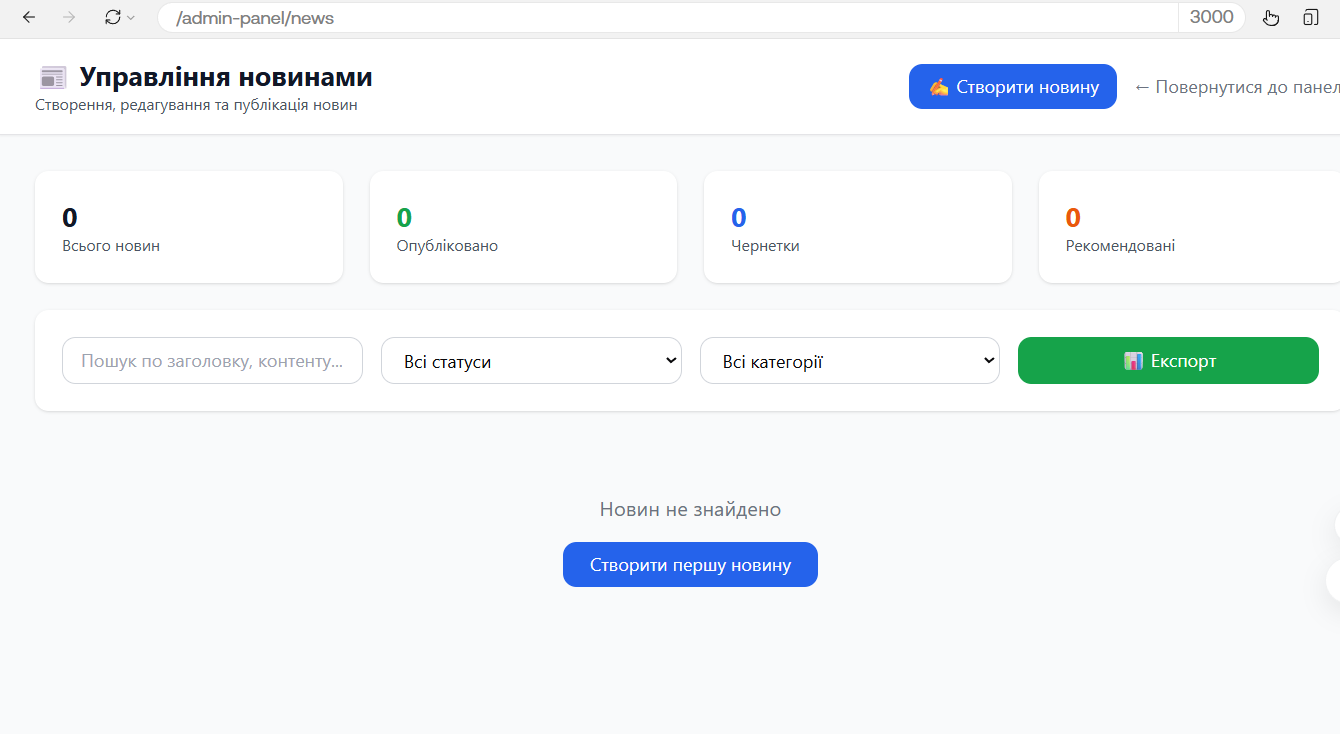 /admin-panel/news 3000
Управління новинами
Створення, редагування та публікація новин
Створити новину
← Повернутися до
0 0 0 0
Всього новин Опубліковано Чернетки Рекомендовані
Пошук по заголовку, контенту... Всі статуси Всі категорії Експорт
Новин не знайдено
Створити першу новину